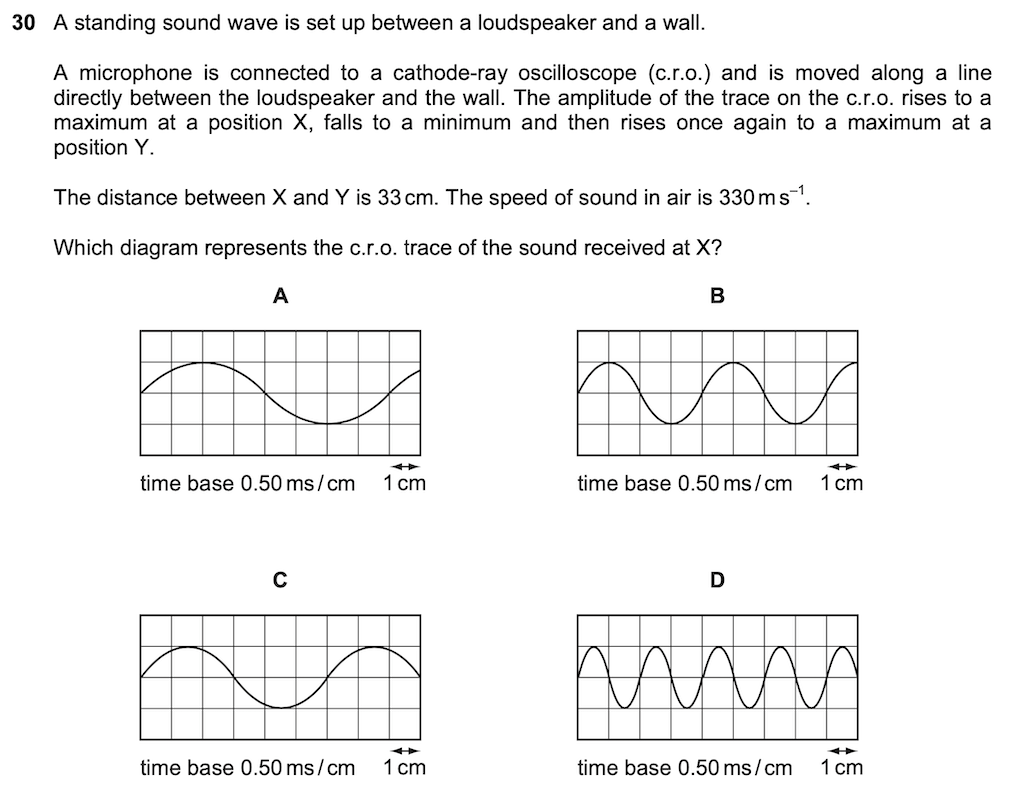 30 A standing sound wave is set up between a loudspeaker and a wall.
A microphone is connected to a cathode-ray oscilloscope (c.r.o.) and is moved along a line
directly between the loudspeaker and the wall. The amplitude of the trace on the c.r.o. rises to a
maximum at a position X, falls to a minimum and then rises once again to a maximum at a
position Y.
The distance between X and Y is 33 cm. The speed of sound in air is 330 m s⁻¹.
Which diagram represents the c.r.o. trace of the sound received at X?
A B
time base 0.50 ms / cm 1 cm time base 0.50 ms / cm 1 cm
C D
time base 0.50 ms / cm 1 cm time base 0.50 ms / cm 1 cm